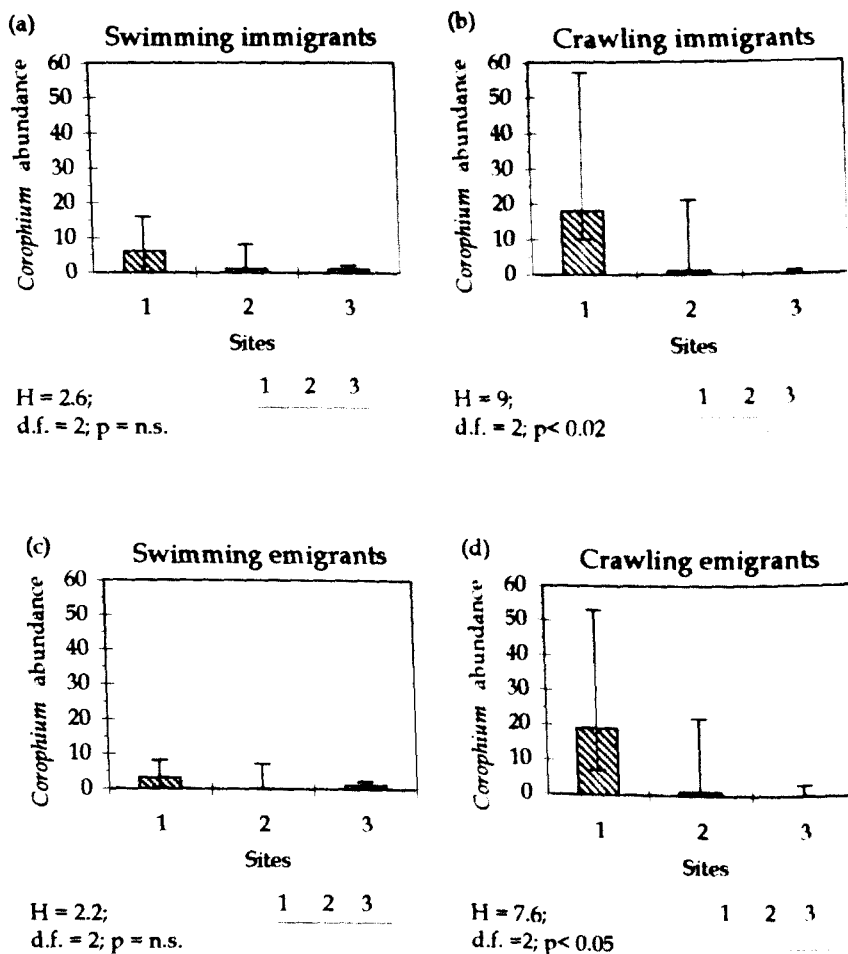 (a)
Swimming immigrants
Corophium abundance
60
50
40
30
20
10
0
1 2 3
Sites
H = 2.6;
d.f. = 2; p = n.s.
1 2 3
(b)
Crawling immigrants
Corophium abundance
60
50
40
30
20
10
0
1 2 3
Sites
H = 9;
d.f. = 2; p< 0.02
1 2 3
(c)
Swimming emigrants
Corophium abundance
60
50
40
30
20
10
0
1 2 3
Sites
H = 2.2;
d.f. = 2; p = n.s.
1 2 3
(d)
Crawling emigrants
Corophium abundance
60
50
40
30
20
10
0
1 2 3
Sites
H = 7.6;
d.f. =2; p< 0.05
1 2 3